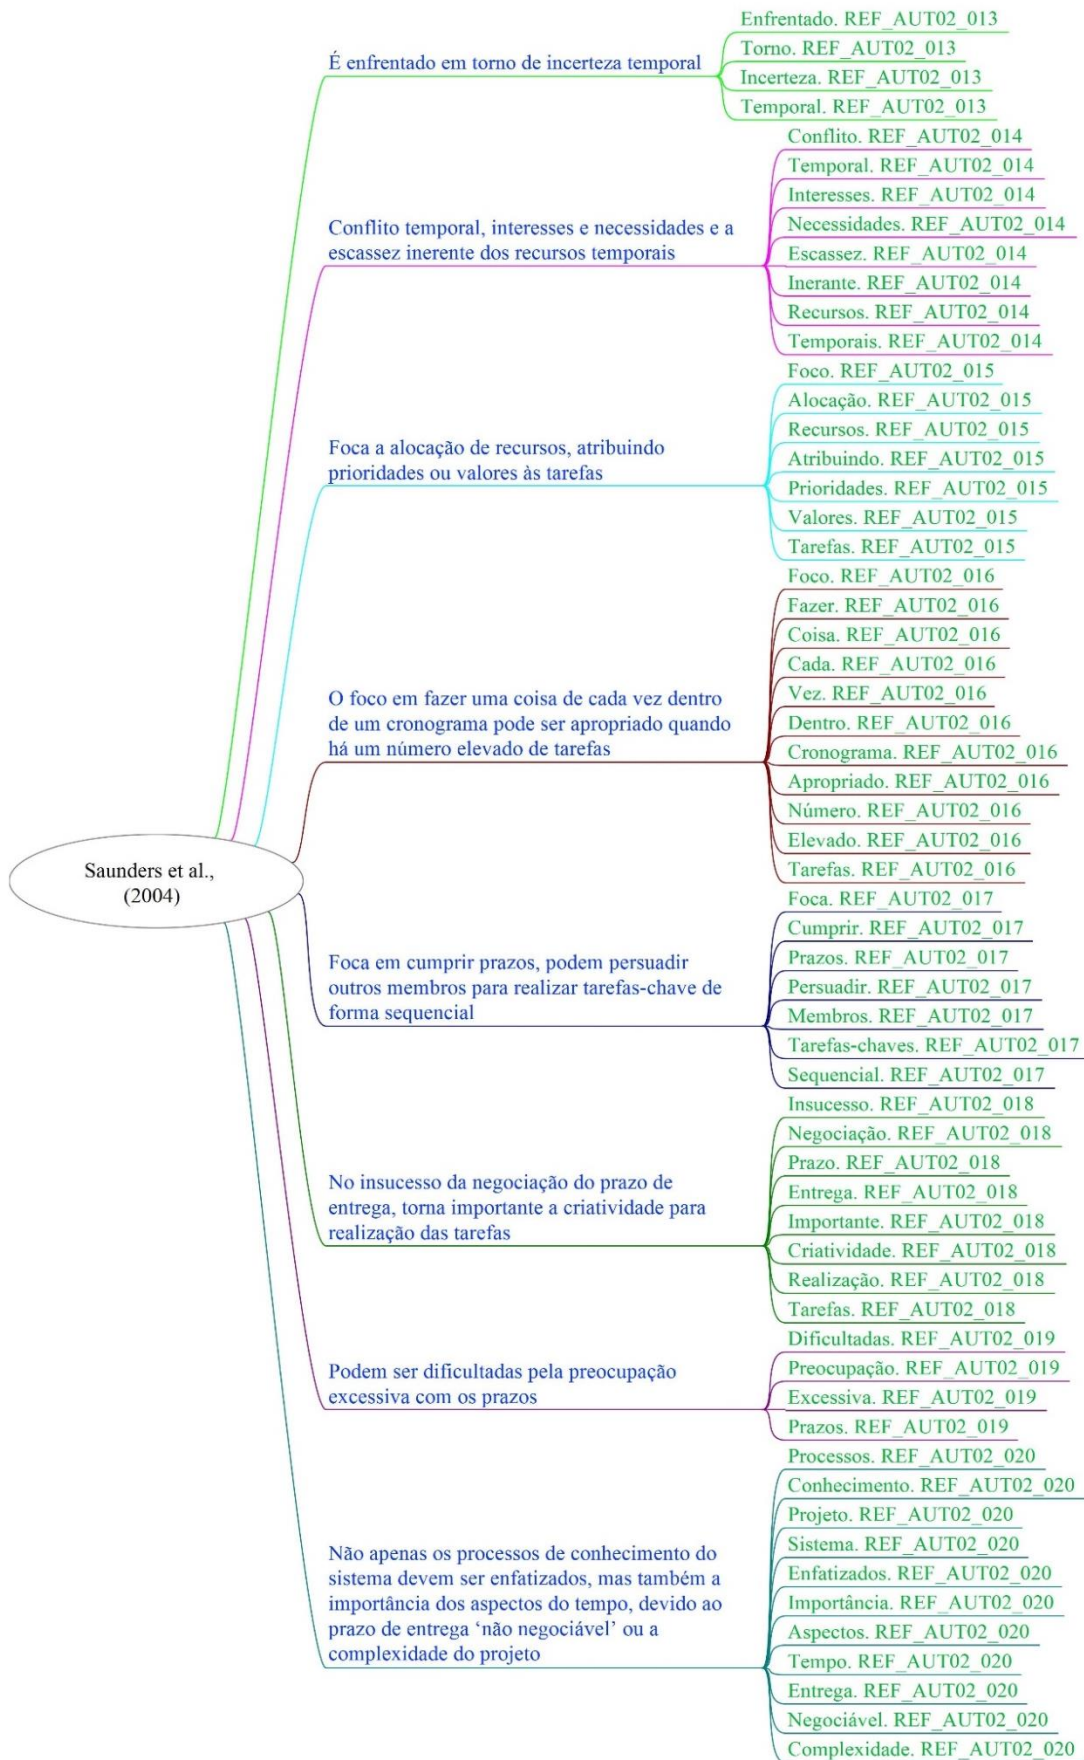 Saunders et al.,
(2004)
É enfrentado em torno de incerteza temporal
Enfrentado. REF_AUT02_013
Torno. REF_AUT02_013
Incerteza. REF_AUT02_013
Temporal. REF_AUT02_013
Conflito temporal, interesses e necessidades e a
escassez inerente dos recursos temporais
Conflito. REF_AUT02_014
Temporal. REF_AUT02_014
Interesses. REF_AUT02_014
Necessidades. REF_AUT02_014
Escassez. REF_AUT02_014
Inerante. REF_AUT02_014
Recursos. REF_AUT02_014
Temporais. REF_AUT02_014
Foca a alocação de recursos, atribuindo
prioridades ou valores às tarefas
Foco. REF_AUT02_015
Alocação. REF_AUT02_015
Recursos. REF_AUT02_015
Atribuindo. REF_AUT02_015
Prioridades. REF_AUT02_015
Valores. REF_AUT02_015
Tarefas. REF_AUT02_015
O foco em fazer uma coisa de cada vez dentro
de um cronograma pode ser apropriado quando
há um número elevado de tarefas
Foco. REF_AUT02_016
Fazer. REF_AUT02_016
Coisa. REF_AUT02_016
Cada. REF_AUT02_016
Vez. REF_AUT02_016
Dentro. REF_AUT02_016
Cronograma. REF_AUT02_016
Apropriado. REF_AUT02_016
Número. REF_AUT02_016
Elevado. REF_AUT02_016
Tarefas. REF_AUT02_016
Foca em cumprir prazos, podem persuadir
outros membros para realizar tarefas-chave de
forma sequencial
Foca. REF_AUT02_017
Cumprir. REF_AUT02_017
Prazos. REF_AUT02_017
Persuadir. REF_AUT02_017
Membros. REF_AUT02_017
Tarefas-chaves. REF_AUT02_017
Sequencial. REF_AUT02_017
No insucesso da negociação do prazo de
entrega, torna importante a criatividade para
realização das tarefas
Insucesso. REF_AUT02_018
Negociação. REF_AUT02_018
Prazo. REF_AUT02_018
Entrega. REF_AUT02_018
Importante. REF_AUT02_018
Criatividade. REF_AUT02_018
Realização. REF_AUT02_018
Tarefas. REF_AUT02_018
Podem ser dificultadas pela preocupação
excessiva com os prazos
Dificultadas. REF_AUT02_019
Preocupação. REF_AUT02_019
Excessiva. REF_AUT02_019
Prazos. REF_AUT02_019
Não apenas os processos de conhecimento do
sistema devem ser enfatizados, mas também a
importância dos aspectos do tempo, devido ao
prazo de entrega ‘não negociável’ ou a
complexidade do projeto
Processos. REF_AUT02_020
Conhecimento. REF_AUT02_020
Projeto. REF_AUT02_020
Sistema. REF_AUT02_020
Enfatizados. REF_AUT02_020
Importância. REF_AUT02_020
Aspectos. REF_AUT02_020
Tempo. REF_AUT02_020
Entrega. REF_AUT02_020
Negociável. REF_AUT02_020
Complexidade. REF_AUT02_020